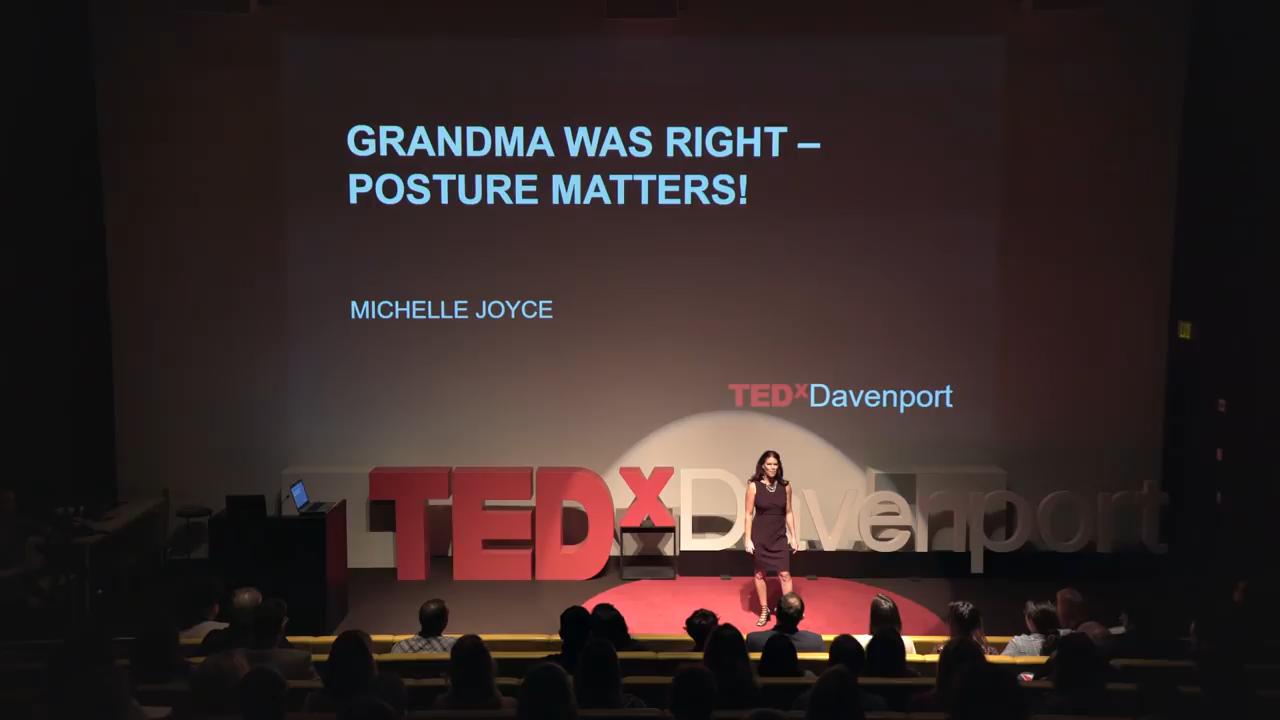 GRANDMA WAS RIGHT –
POSTURE MATTERS!
MICHELLE JOYCE
TEDxDavenport
TEDxDavenport